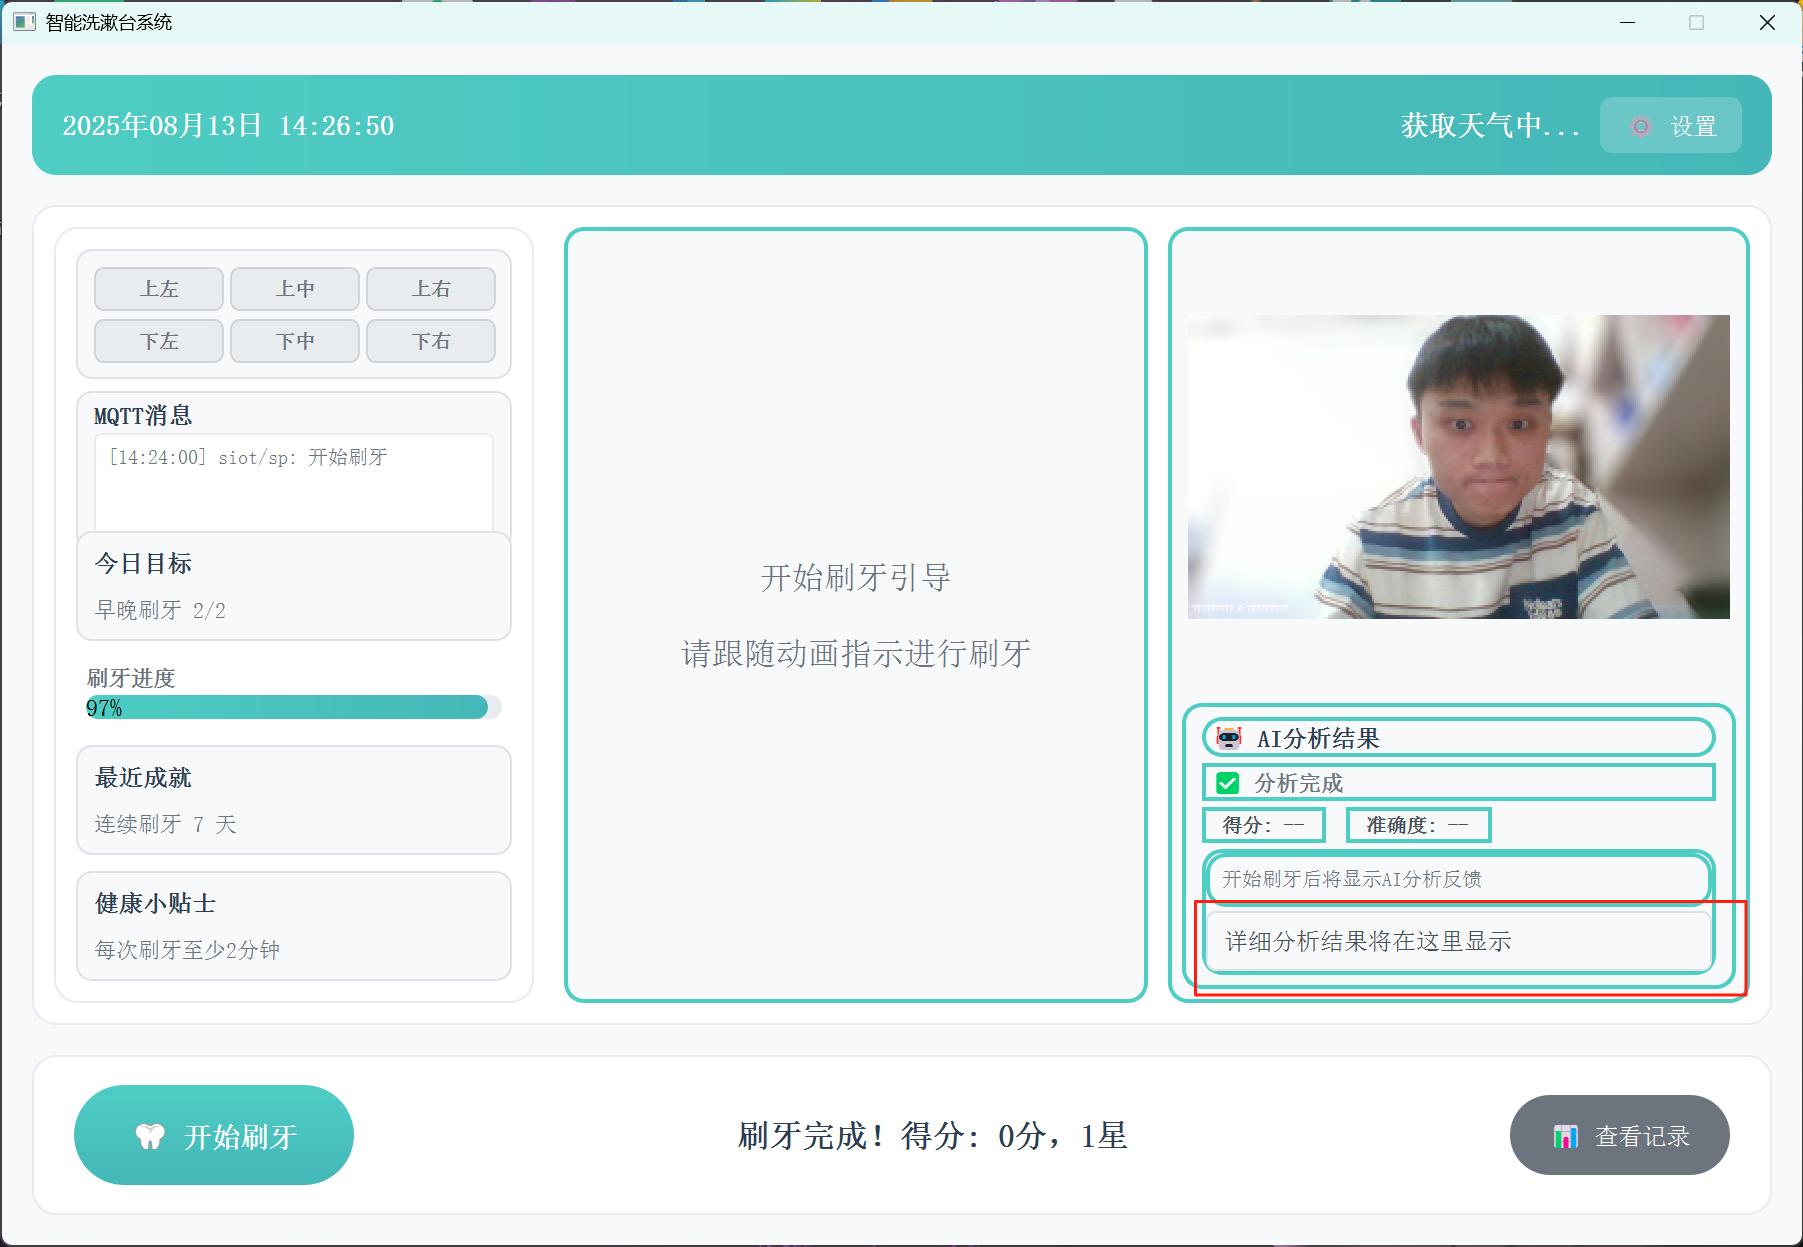 智能洗漱台系统
2025年08月13日 14:26:50
获取天气中...
设置
上左
上中
上右
下左
下中
下右
MQTT消息
[14:24:00] siot/sp: 开始刷牙
今日目标
早晚刷牙 2/2
刷牙进度
97%
最近成就
连续刷牙 7 天
健康小贴士
每次刷牙至少2分钟
开始刷牙引导
请跟随动画指示进行刷牙
AI分析结果
分析完成
得分: --
准确度: --
开始刷牙后将显示AI分析反馈
详细分析结果将在这里显示
开始刷牙
刷牙完成! 得分: 0分, 1星
查看记录